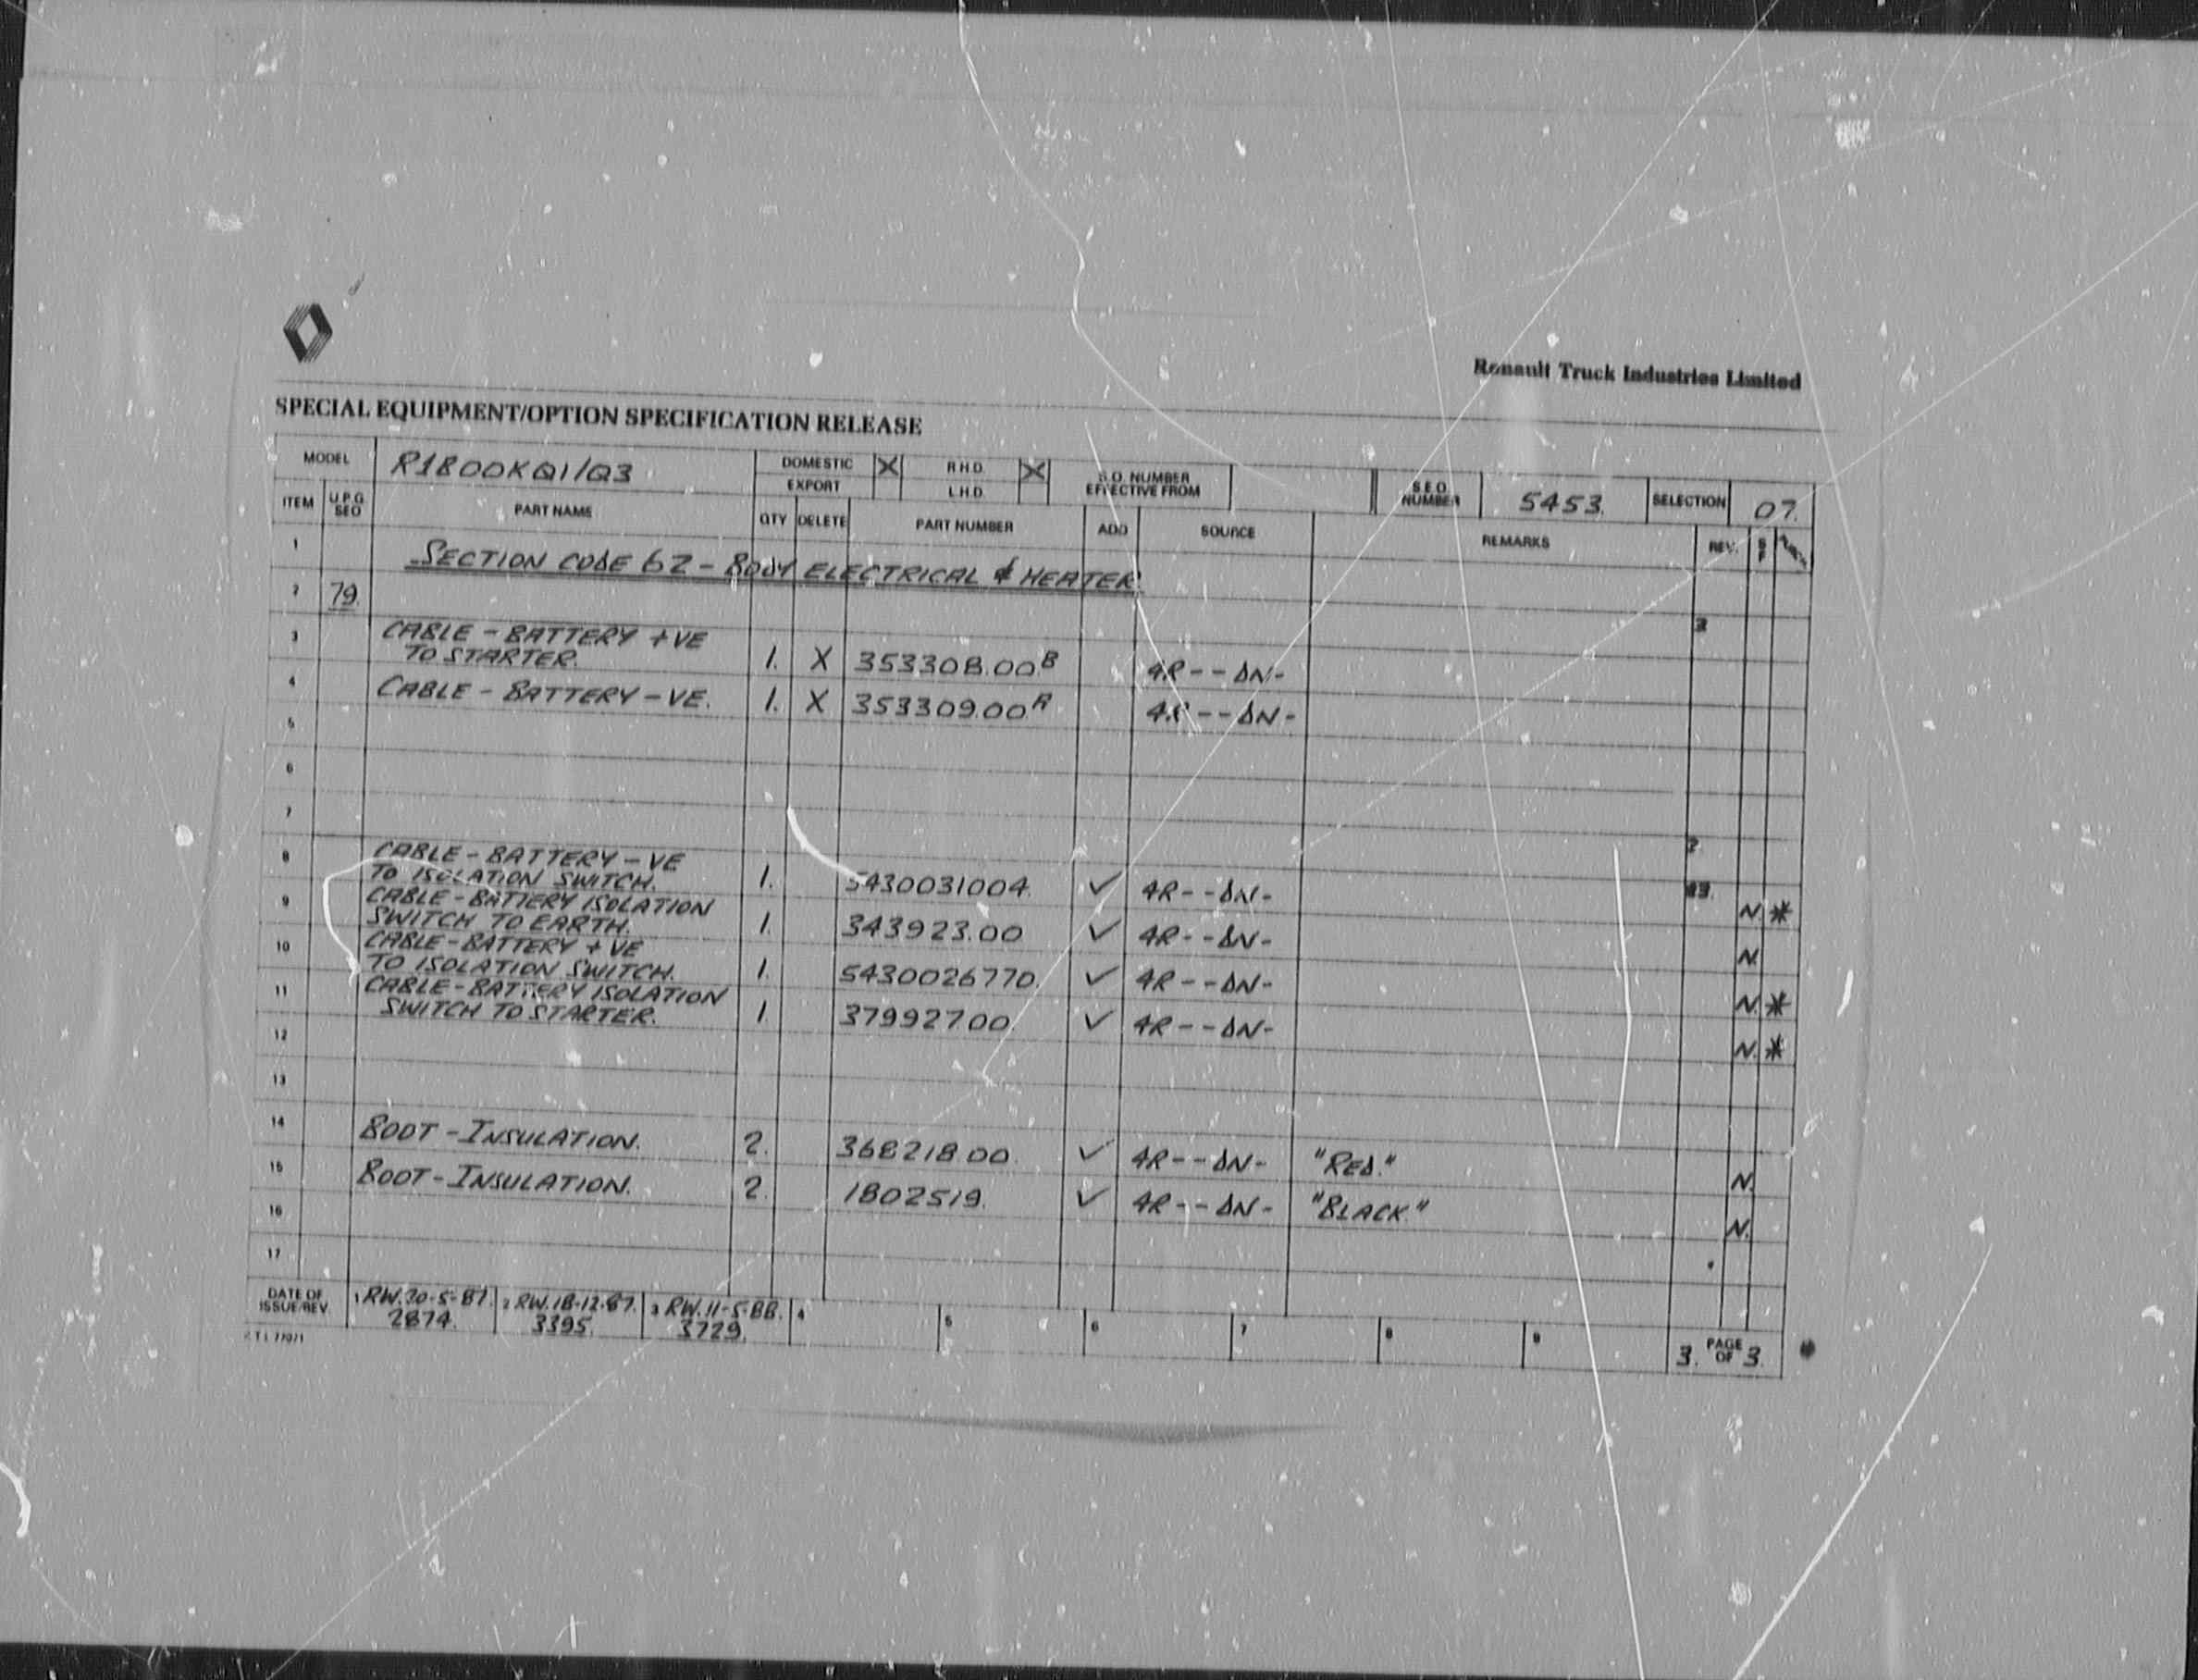 Renault Truck Industries Limited
SPECIAL EQUIPMENT/OPTION SPECIFICATION RELEASE
MODEL R1800KQ1/Q3 DOMESTIC X R.H.D. X S.O. NUMBER S.E.O. 5453. SELECTION 07.
EXPORT L.H.D. EFFECTIVE FROM NUMBER
ITEM U.P.G. SEO PART NAME QTY DELETE PART NUMBER ADD SOURCE REMARKS REV. S F
1 SECTION CODE 62 - BODY ELECTRICAL & HEATER
2 79.
3 CABLE - BATTERY +VE 3
TO STARTER. 1. X 353308.00 B 4R--DN-
4 CABLE - BATTERY - VE. 1. X 353309.00 A 4R--DN-
5
6
7
8 CABLE - BATTERY - VE 2
TO ISOLATION SWITCH. 1. 5430031004. ✓ 4R--DN- N. *
9 CABLE - BATTERY ISOLATION
SWITCH TO EARTH. 1. 343923.00 ✓ 4R--DN- N.
10 CABLE - BATTERY + VE
TO ISOLATION SWITCH. 1. 5430026770. ✓ 4R--DN- N. *
11 CABLE - BATTERY ISOLATION
SWITCH TO STARTER. 1. 37992700. ✓ 4R--DN- N. *
12
13
14 BOOT - INSULATION. 2. 368218.00. ✓ 4R--DN- "RED." N.
15 BOOT - INSULATION. 2. 1802519. ✓ 4R--DN- "BLACK." N.
16
17
DATE OF 1 RW. 20-5-87. 2 RW. 18-12-87. 3 RW. 11-5-88. 4 5 6 7 8 9
ISSUE/REV. 2874. 3395. 3729. 3. PAGE OF 3.